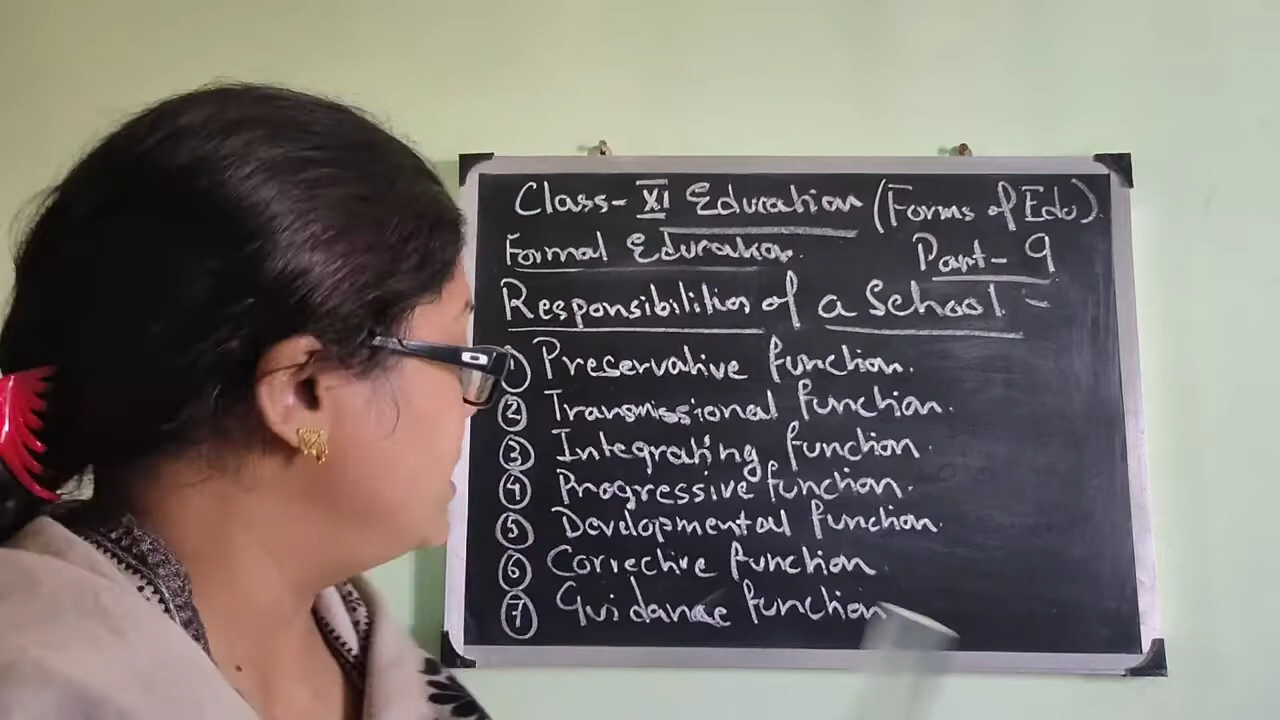 Class-XI Education (Forms of Edu).
Formal Education. Part-9
Responsibilities of a School :-
① Preservative function.
② Transmissional function.
③ Integrating function.
④ Progressive function.
⑤ Developmental function.
⑥ Corrective function.
⑦ Guidance function